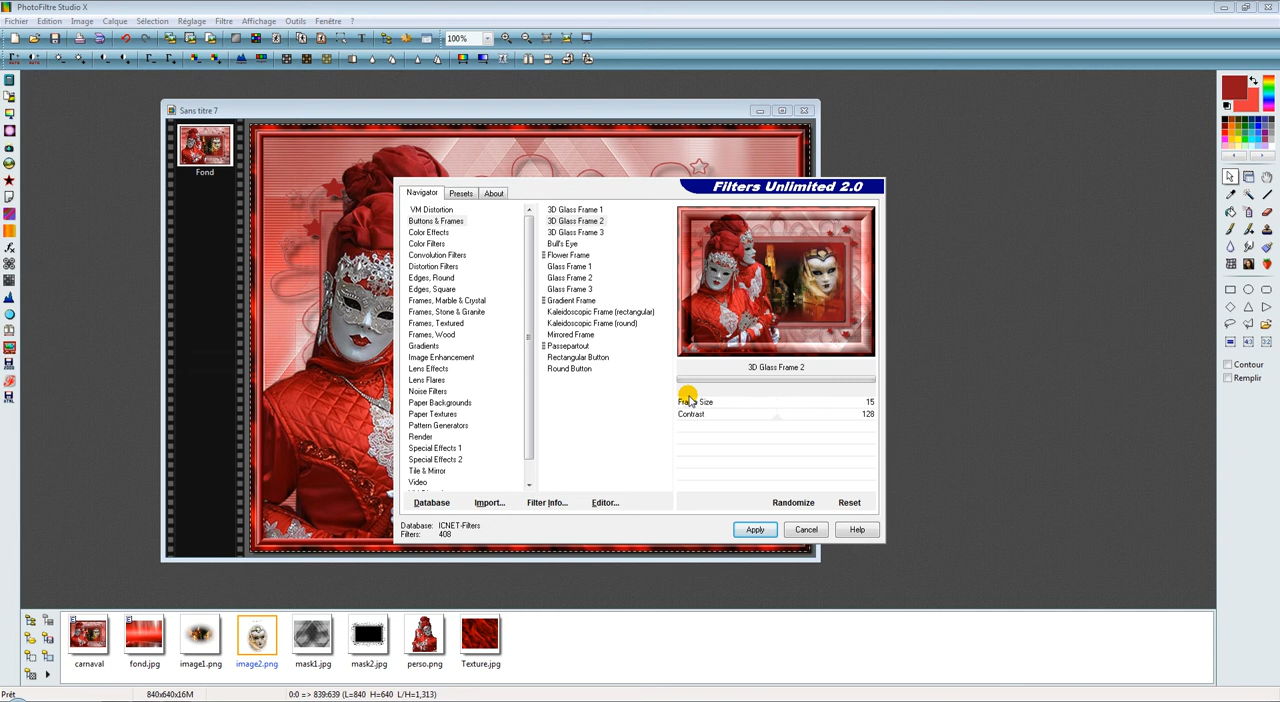 PhotoFiltre Studio X
Fichier Edition Image Calque Sélection Réglage Filtre Affichage Outils Fenêtre ?
100%
Sans titre 7
Fond
Filters Unlimited 2.0
Navigator Presets About
VM Distortion
Buttons & Frames
Color Effects
Color Filters
Convolution Filters
Distortion Filters
Edges, Round
Edges, Square
Frames, Marble & Crystal
Frames, Stone & Granite
Frames, Textured
Frames, Wood
Gradients
Image Enhancement
Lens Effects
Lens Flares
Noise Filters
Paper Backgrounds
Paper Textures
Pattern Generators
Render
Special Effects 1
Special Effects 2
Tile & Mirror
Video
3D Glass Frame 1
3D Glass Frame 2
3D Glass Frame 3
Bull's Eye
Flower Frame
Glass Frame 1
Glass Frame 2
Glass Frame 3
Gradient Frame
Kaleidoscopic Frame (rectangular)
Kaleidoscopic Frame (round)
Mirrored Frame
Passepartout
Rectangular Button
Round Button
3D Glass Frame 2
Frame Size 15
Contrast 128
Database Import... Filter Info... Editor... Randomize Reset
Database: ICNET-Filters
Filters: 408
Apply Cancel Help
Contour
Remplir
carnaval fond.jpg image1.png image2.png mask1.jpg mask2.jpg perso.png Texture.jpg
Prêt 840x640x16M 0:0 => 839:639 (L=840 H=640 L/H=1,313)